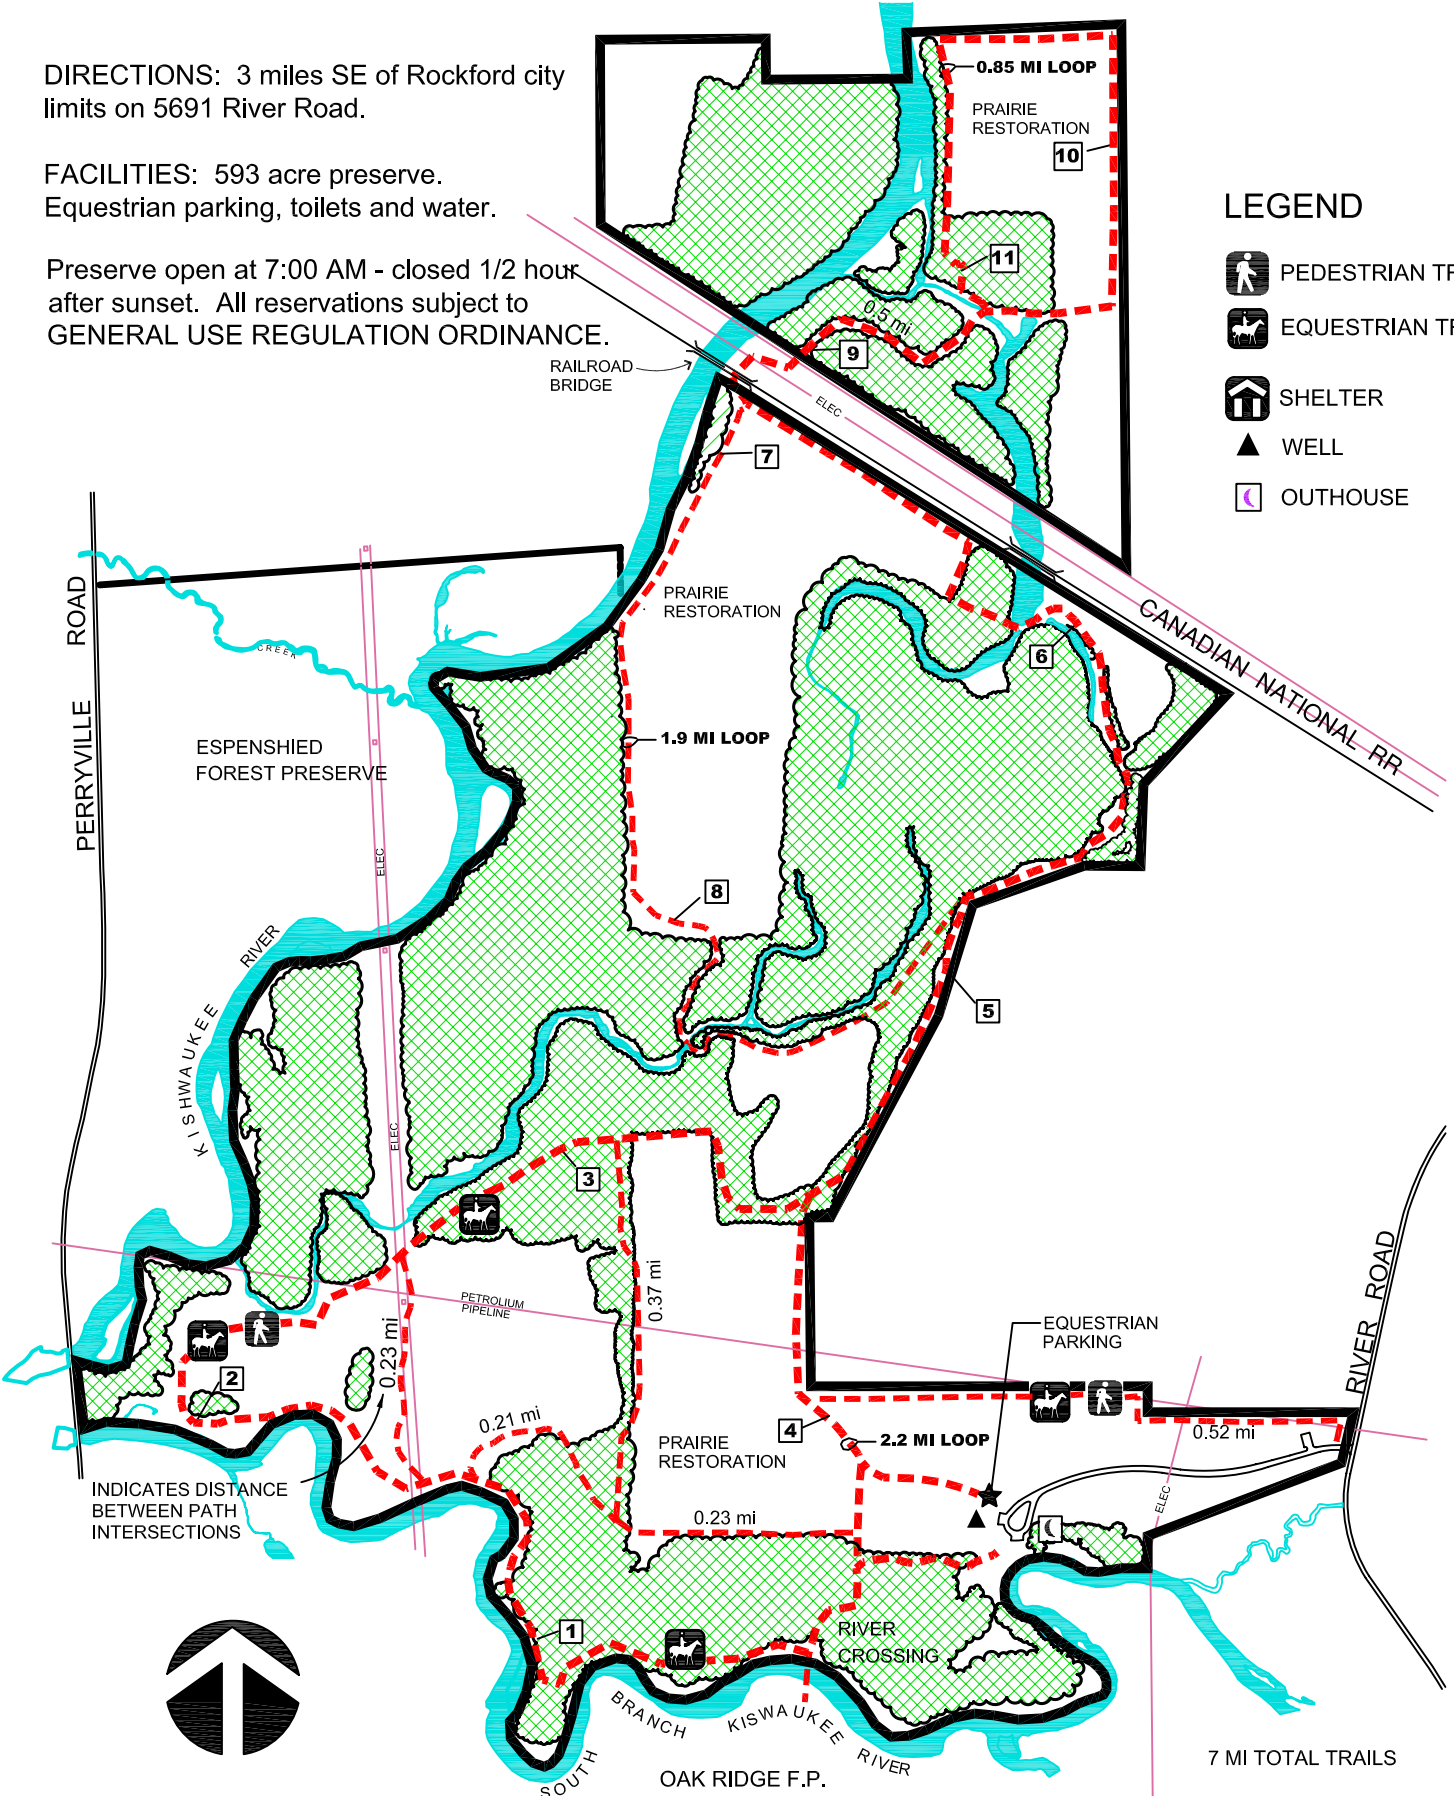 DIRECTIONS: 3 miles SE of Rockford city
limits on 5691 River Road.
FACILITIES: 593 acre preserve.
Equestrian parking, toilets and water.
Preserve open at 7:00 AM - closed 1/2 hour
after sunset. All reservations subject to
GENERAL USE REGULATION ORDINANCE.
0.85 MI LOOP
PRAIRIE
RESTORATION
10
11
0.5 mi
9
RAILROAD
BRIDGE
ELEC
7
LEGEND
PEDESTRIAN TR
EQUESTRIAN TR
SHELTER
WELL
OUTHOUSE
PERRYVILLE ROAD
CREEK
PRAIRIE
RESTORATION
CANADIAN NATIONAL RR
6
ESPENSHIED
FOREST PRESERVE
1.9 MI LOOP
ELEC
8
KISHWAUKEE RIVER
5
ELEC
3
0.37 mi
PETROLIUM
PIPELINE
EQUESTRIAN
PARKING
RIVER ROAD
0.23 mi
2
0.21 mi
4
2.2 MI LOOP
0.52 mi
PRAIRIE
RESTORATION
INDICATES DISTANCE
BETWEEN PATH
INTERSECTIONS
0.23 mi
ELEC
1
RIVER
CROSSING
SOUTH BRANCH KISWAUKEE RIVER
OAK RIDGE F.P.
7 MI TOTAL TRAILS